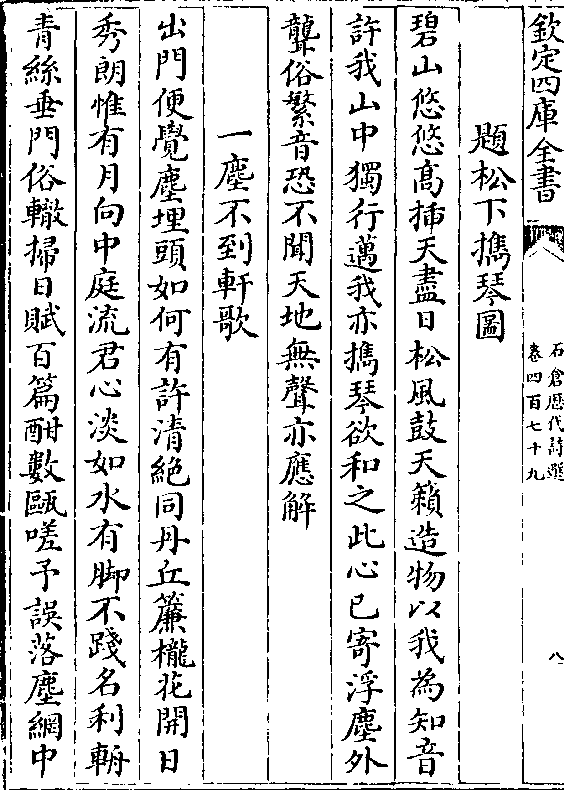 欽定四庫全書
石倉歷代詩選
卷四百七十九
八
題松下攜琴圖
碧山悠悠髙揷天盡日松風鼓天籟造物以我為知音
許我山中獨行邁我亦攜琴欲和之此心已寄浮塵外
聾俗繁音恐不聞天地無聲亦應解
一塵不到軒歌
出門便覺塵埋頭如何有許清絶同丹丘簾櫳花開日
秀朗惟有月向中庭流君心淡如水有脚不踐名利輈
青絲垂門俗轍掃日賦百篇酣數甌嗟予誤落塵網中